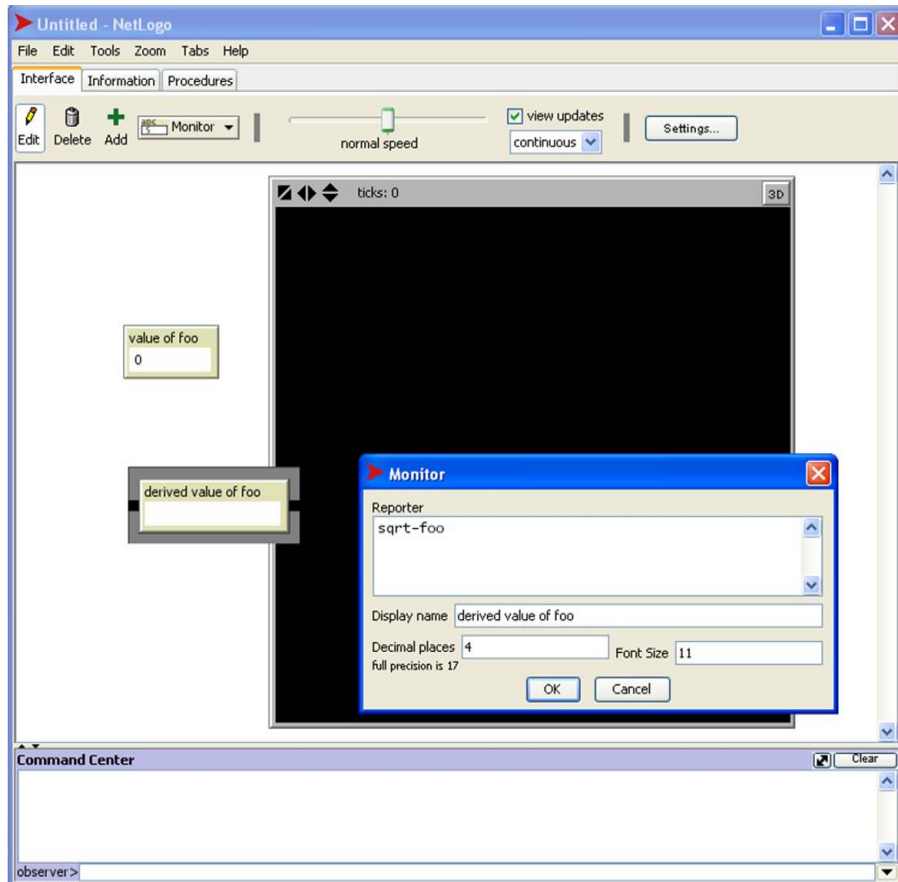 Untitled - NetLogo
File Edit Tools Zoom Tabs Help
Interface Information Procedures
Edit Delete Add Monitor
normal speed
view updates
continuous
Settings...
ticks: 0
3D
value of foo
0
derived value of foo
Monitor
Reporter
sqrt-foo
Display name derived value of foo
Decimal places 4
full precision is 17
Font Size 11
OK Cancel
Command Center
Clear
observer>